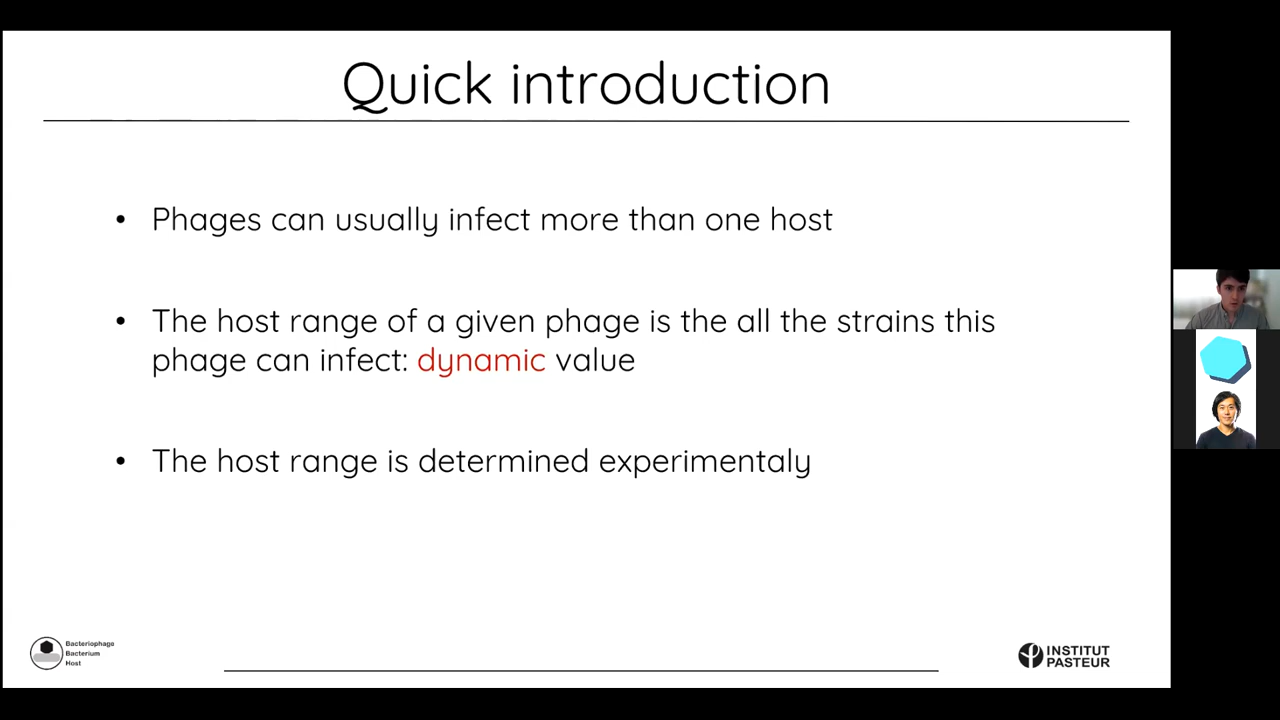 Quick introduction
• Phages can usually infect more than one host
• The host range of a given phage is the all the strains this
phage can infect: dynamic value
• The host range is determined experimentaly
Bacteriophage
Bacterium
Host
INSTITUT
PASTEUR